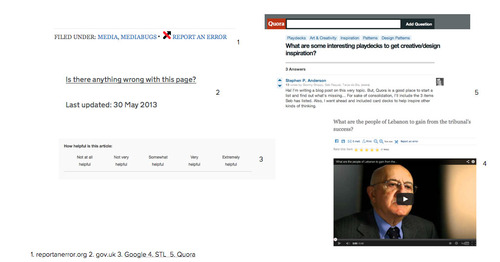 FILED UNDER: MEDIA, MEDIABUGS • REPORT AN ERROR
1
Is there anything wrong with this page?
2
Last updated: 30 May 2013
How helpful is this article:
Not at all helpful
Not very helpful
Somewhat helpful
Very helpful
Extremely helpful
3
Quora
Add Question
Playdecks Art & Creativity Inspiration Patterns Design Patterns
What are some interesting playdecks to get creative/design
inspiration?
3 Answers
Stephen P. Anderson
Ha! I'm writing a blog post on this very topic. But, Quora is a good place to start a
list and find out what's missing... For sake of consolidation, I'll include the 3 items
Seb has listed. Also, I went ahead and included card decks to help inspire other
kinds of thinking.
5
What are the people of Lebanon to gain from the tribunal's
success?
Report an error
What are the people of Lebanon to gain from the...
4
1. reportanerror.org 2. gov.uk 3. Google 4. STL 5. Quora